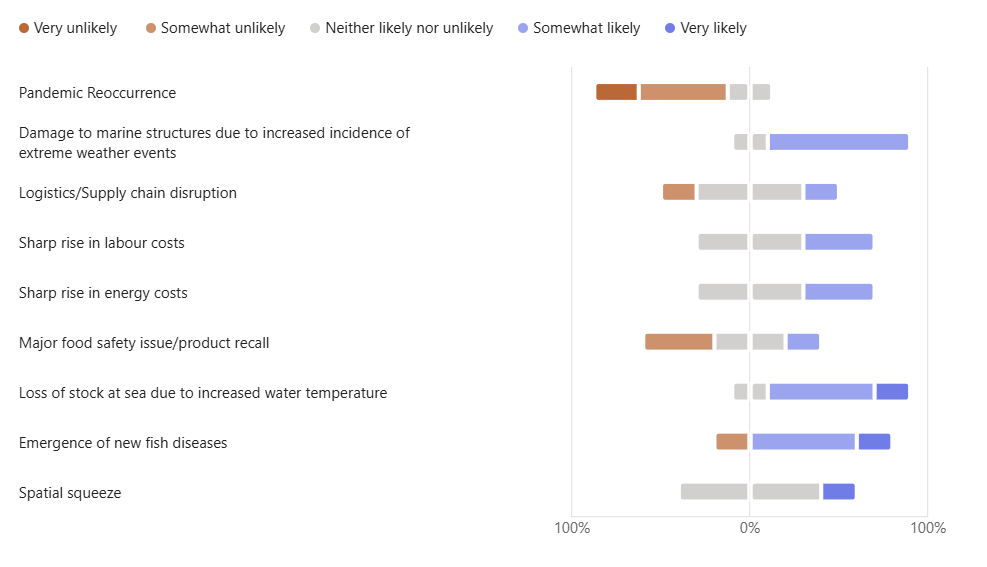 Very unlikely Somewhat unlikely Neither likely nor unlikely Somewhat likely Very likely
Pandemic Reoccurrence
Damage to marine structures due to increased incidence of
extreme weather events
Logistics/Supply chain disruption
Sharp rise in labour costs
Sharp rise in energy costs
Major food safety issue/product recall
Loss of stock at sea due to increased water temperature
Emergence of new fish diseases
Spatial squeeze
100% 0% 100%